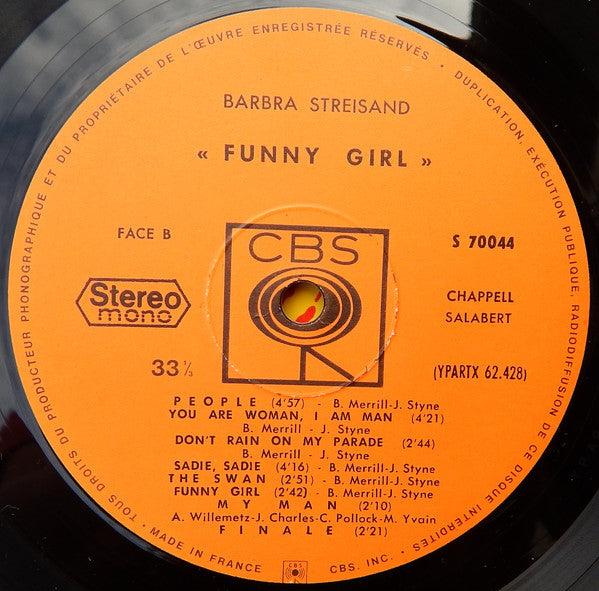 TOUS DROITS DU PRODUCTEUR PHONOGRAPHIQUE ET DU PROPRIÉTAIRE DE L'ŒUVRE ENREGISTRÉE RÉSERVÉS • DUPLICATION, EXÉCUTION PUBLIQUE, RADIODIFFUSION DE CE DISQUE INTERDITES •
BARBRA STREISAND
« FUNNY GIRL »
FACE B
CBS
S 70044
Stereo
mono
CHAPPELL
SALABERT
33 ⅓
(YPARTX 62.428)
PEOPLE (4'57) - J. B. Merrill-J. Styne
YOU ARE WOMAN, I AM MAN (4'21)
B. Merrill - J. Styne
DON'T RAIN ON MY PARADE (2'44)
B. Merrill - J. Styne
SADIE, SADIE (4'16) - B. Merrill-J. Styne
THE SWAN (2'51) - B. Merrill-J. Styne
FUNNY GIRL (2'42) - B. Merrill-J. Styne
MY MAN (2'10)
A. Willemetz-J. Charles-C. Pollock-M. Yvain
FINALE (2'21)
• MADE IN FRANCE
CBS
CBS. INC. •